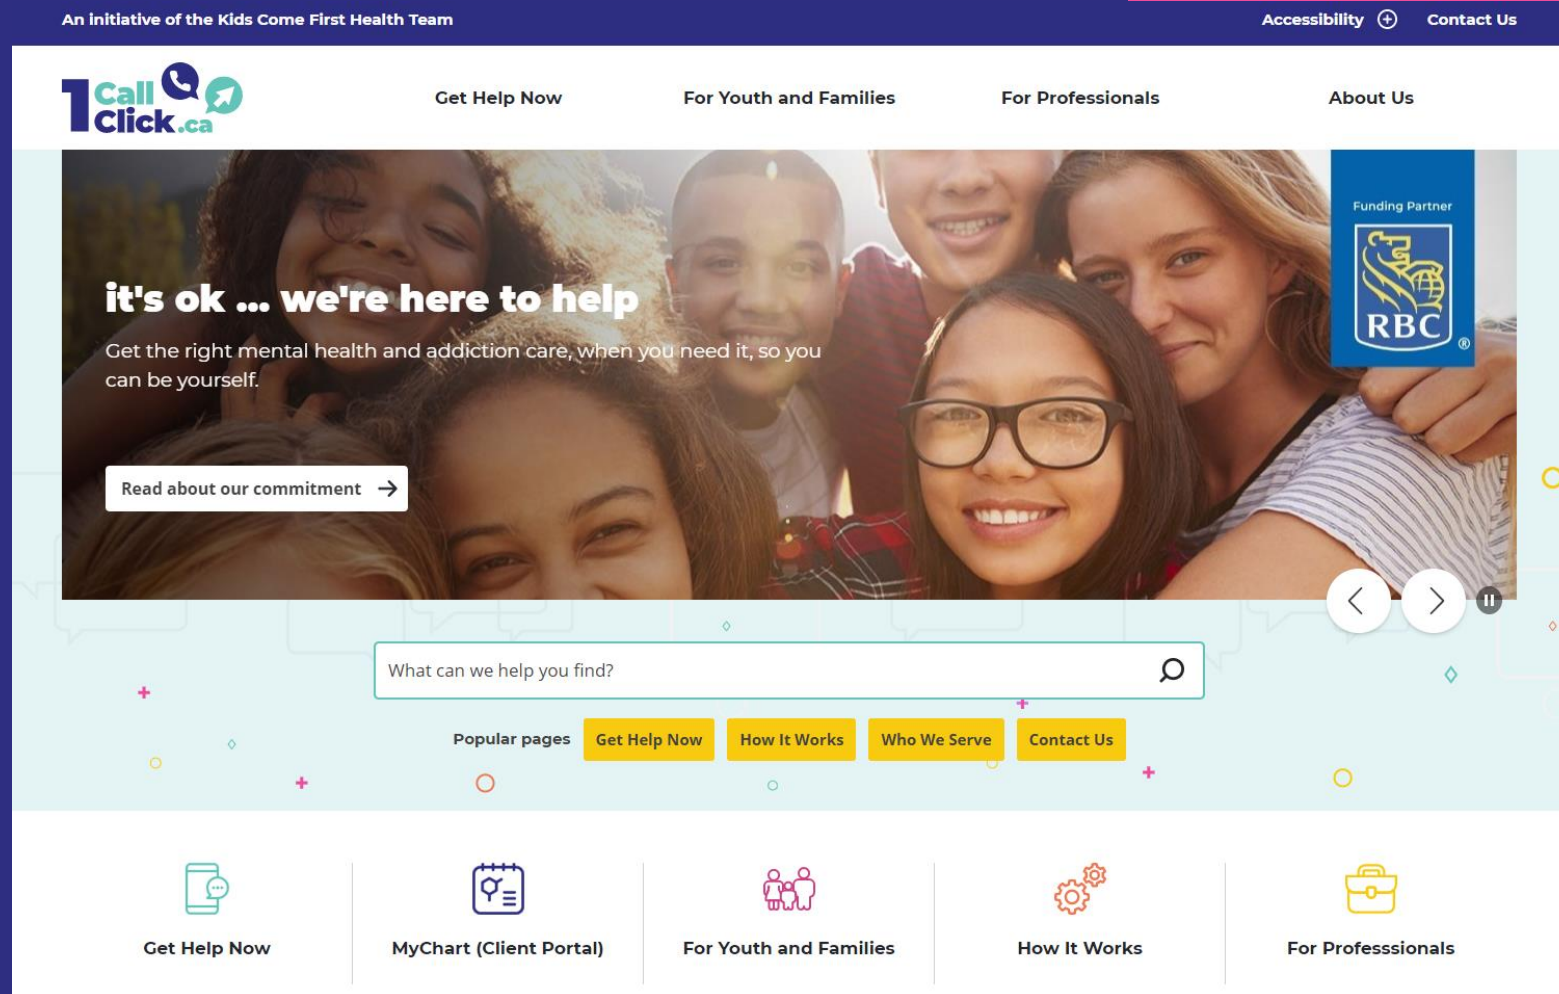 An initiative of the Kids Come First Health Team
Accessibility
Contact Us
1 Call
Click.ca
Get Help Now
For Youth and Families
For Professionals
About Us
Funding Partner
RBC
®
it's ok ... we're here to help
Get the right mental health and addiction care, when you need it, so you
can be yourself.
Read about our commitment
What can we help you find?
Popular pages
Get Help Now
How It Works
Who We Serve
Contact Us
Get Help Now
MyChart (Client Portal)
For Youth and Families
How It Works
For Professsionals